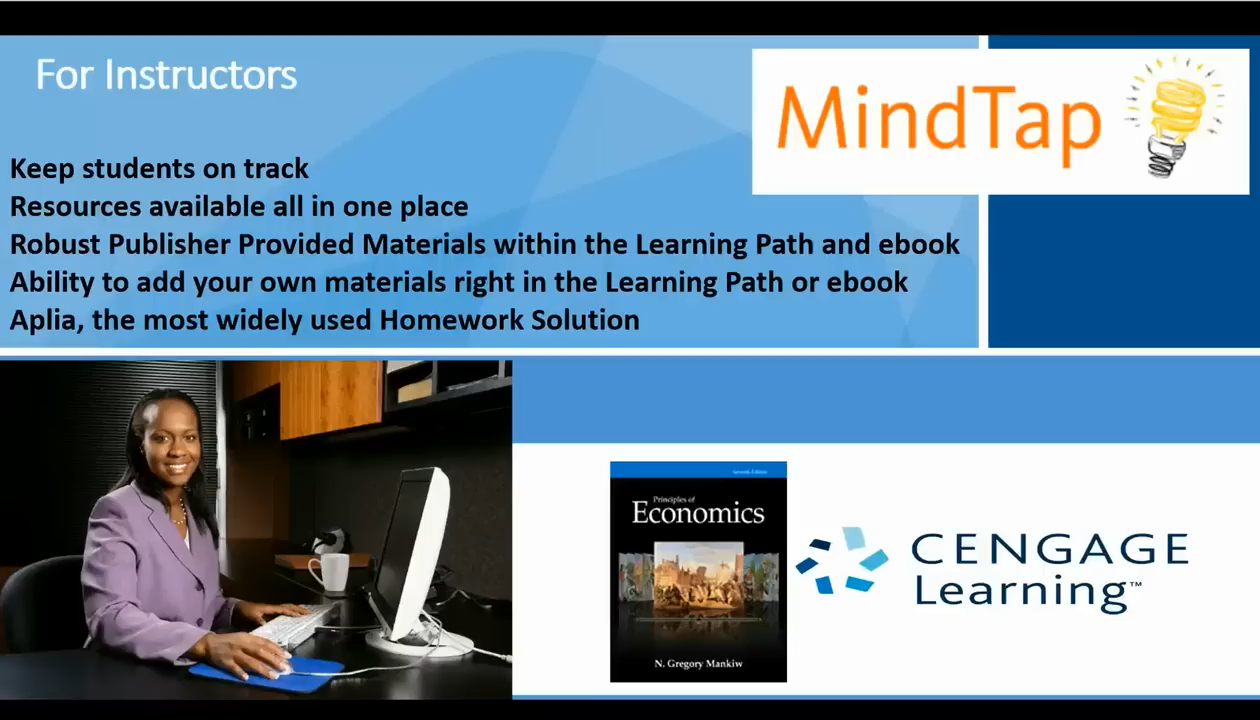 For Instructors
MindTap
Keep students on track
Resources available all in one place
Robust Publisher Provided Materials within the Learning Path and ebook
Ability to add your own materials right in the Learning Path or ebook
Aplia, the most widely used Homework Solution
Seventh Edition
Principles of
Economics
N. Gregory Mankiw
CENGAGE
Learning™